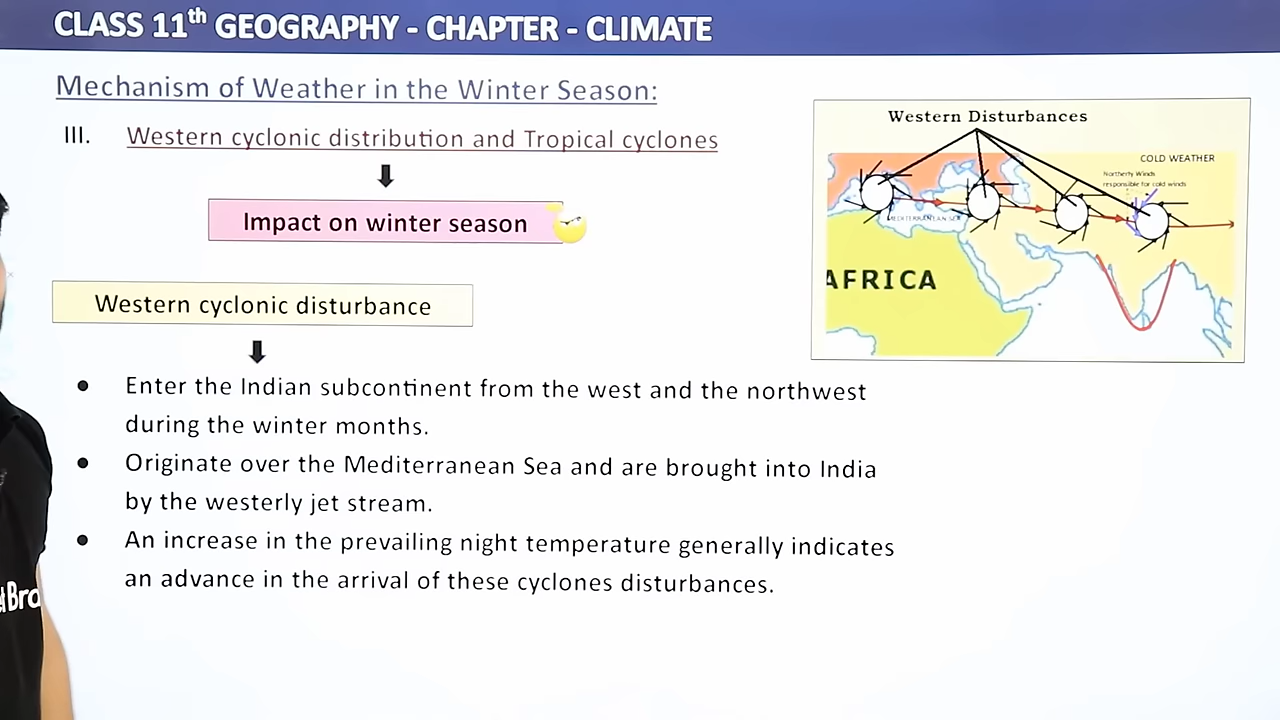 CLASS 11th GEOGRAPHY - CHAPTER - CLIMATE
Mechanism of Weather in the Winter Season:
III. Western cyclonic distribution and Tropical cyclones
Impact on winter season
Western cyclonic disturbance
• Enter the Indian subcontinent from the west and the northwest
during the winter months.
• Originate over the Mediterranean Sea and are brought into India
by the westerly jet stream.
• An increase in the prevailing night temperature generally indicates
an advance in the arrival of these cyclones disturbances.
Western Disturbances
COLD WEATHER
Northerly Winds
responsible for cold winds
MEDITERRANEAN SEA
AFRICA